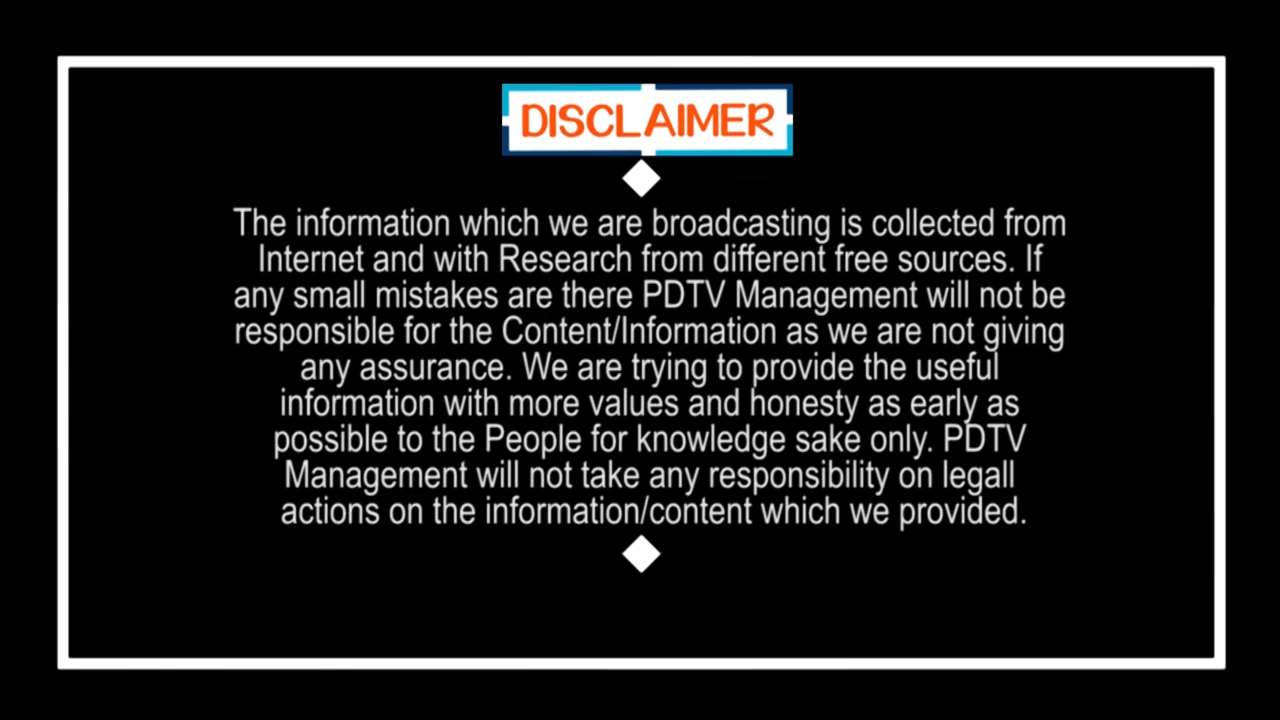 DISCLAIMER
The information which we are broadcasting is collected from
Internet and with Research from different free sources. If
any small mistakes are there PDTV Management will not be
responsible for the Content/Information as we are not giving
any assurance. We are trying to provide the useful
information with more values and honesty as early as
possible to the People for knowledge sake only. PDTV
Management will not take any responsibility on legall
actions on the information/content which we provided.